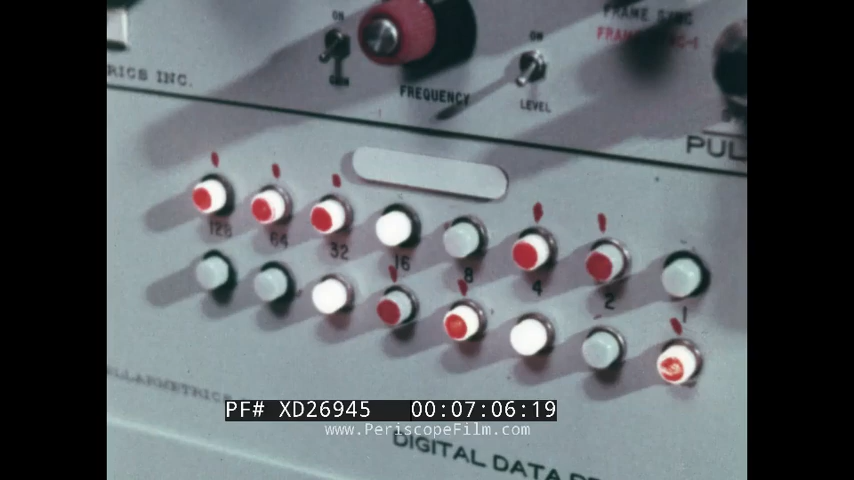 ON
FREQUENCY
ON
LEVEL
FRAME SYNC
RICS INC.
PUL
128 64 32 16 8 4 2 1
PF# XD26945 00:07:06:19
www.PeriscopeFilm.com
DIGITAL DATA